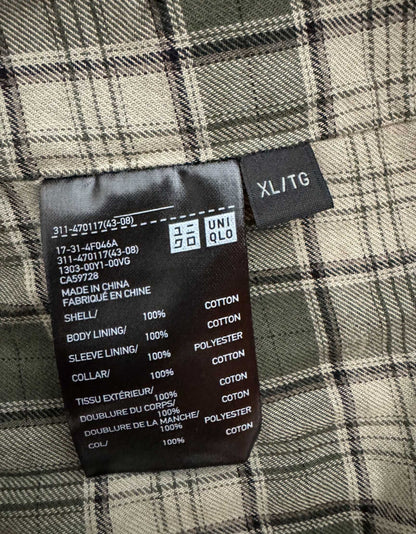 XL/TG
311-470117(43-08)
ユニ
クロ
UNI
QLO
17-31-4F046A
311-470117(43-08)
1303-00Y1-00VG
CA59728
MADE IN CHINA
FABRIQUÉ EN CHINE
SHELL/ 100% COTTON
BODY LINING/ 100% COTTON
SLEEVE LINING/ 100% POLYESTER
COLLAR/ 100% COTTON
TISSU EXTÉRIEUR/ 100% COTON
DOUBLURE DU CORPS/ 100% COTON
DOUBLURE DE LA MANCHE/ 100% POLYESTER
COL/ 100% COTON